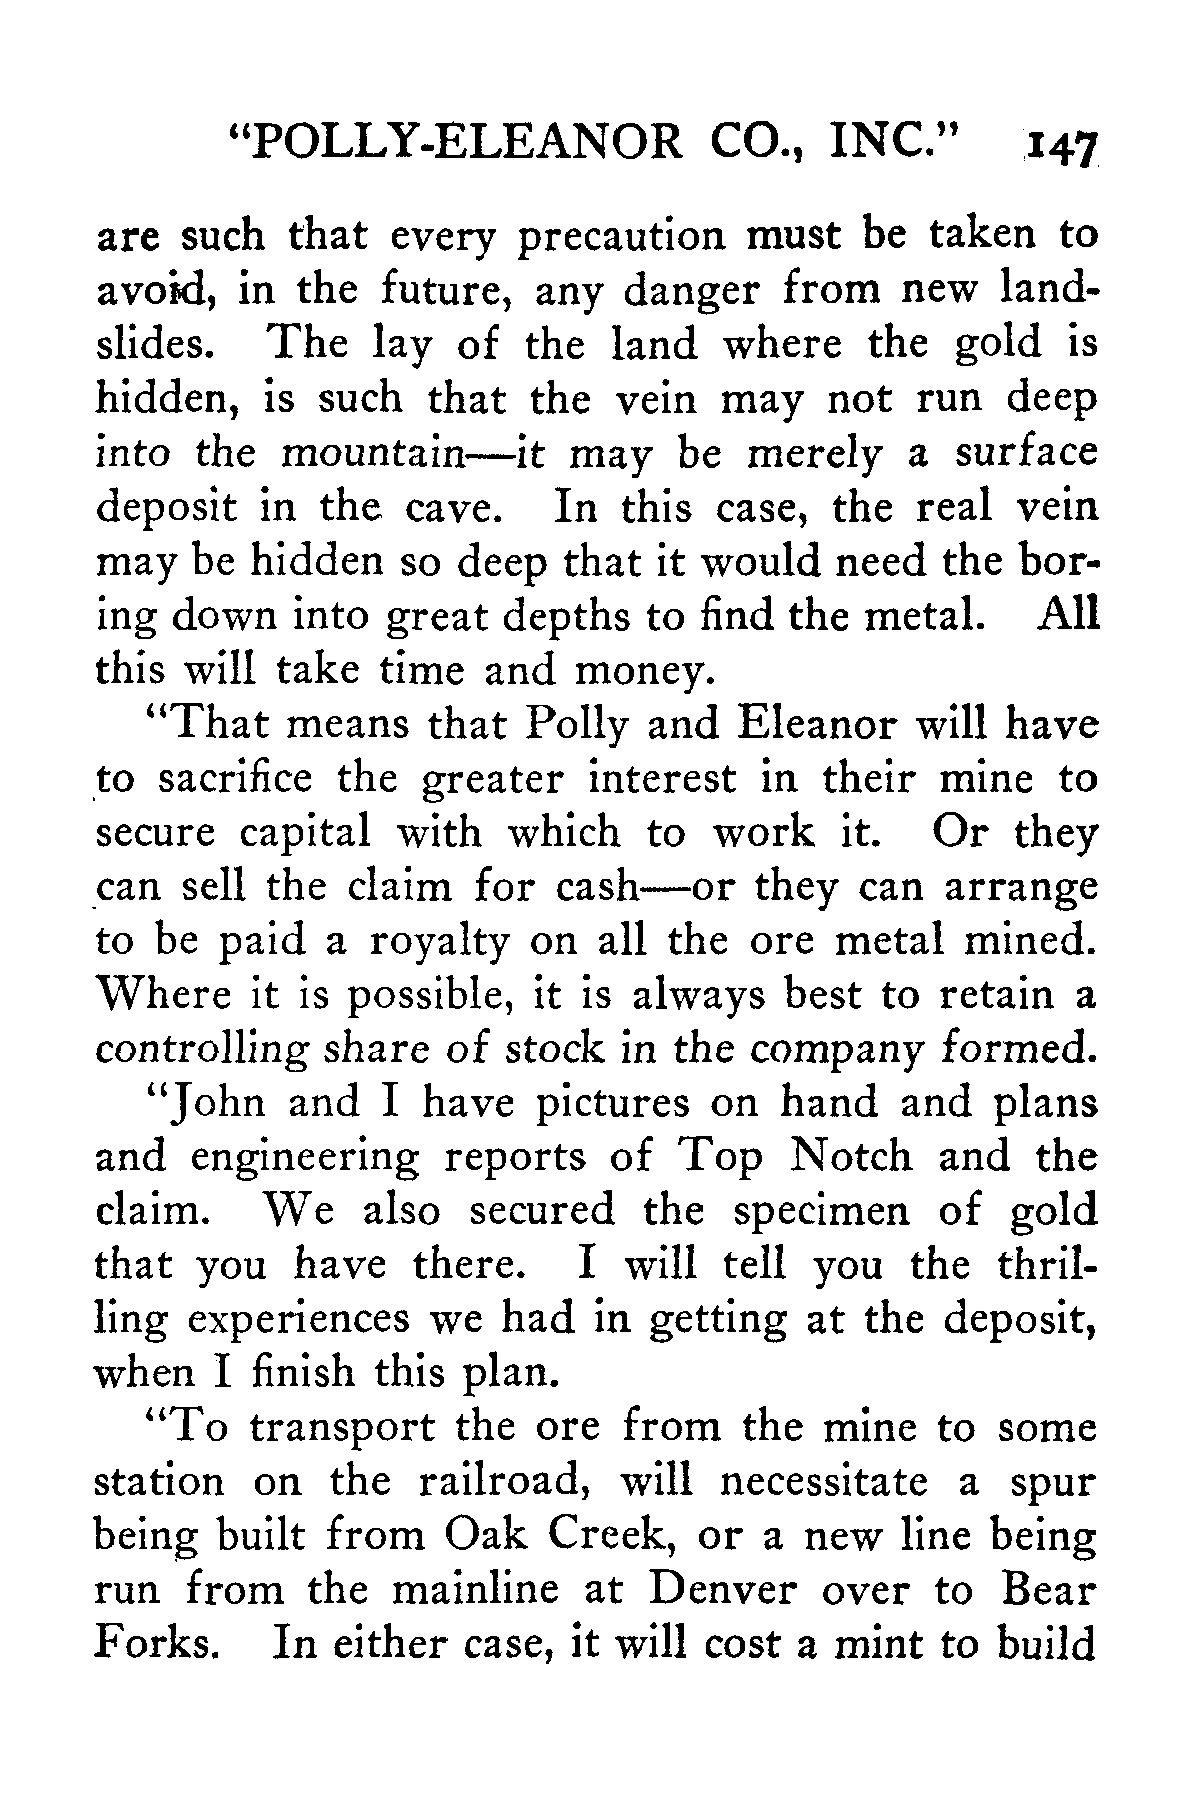 “POLLY-ELEANOR CO., INC.” 147
are such that every precaution must be taken to
avoid, in the future, any danger from new land-
slides. The lay of the land where the gold is
hidden, is such that the vein may not run deep
into the mountain—it may be merely a surface
deposit in the cave. In this case, the real vein
may be hidden so deep that it would need the bor-
ing down into great depths to find the metal. All
this will take time and money.
“That means that Polly and Eleanor will have
to sacrifice the greater interest in their mine to
secure capital with which to work it. Or they
can sell the claim for cash—or they can arrange
to be paid a royalty on all the ore metal mined.
Where it is possible, it is always best to retain a
controlling share of stock in the company formed.
“John and I have pictures on hand and plans
and engineering reports of Top Notch and the
claim. We also secured the specimen of gold
that you have there. I will tell you the thril-
ling experiences we had in getting at the deposit,
when I finish this plan.
“To transport the ore from the mine to some
station on the railroad, will necessitate a spur
being built from Oak Creek, or a new line being
run from the mainline at Denver over to Bear
Forks. In either case, it will cost a mint to build